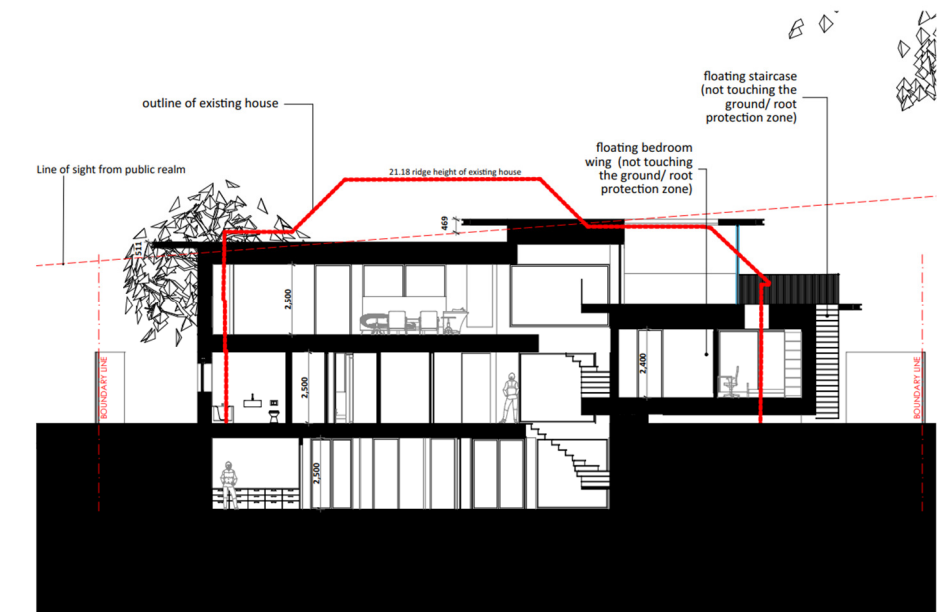 floating staircase
(not touching the
ground/ root
protection zone)
outline of existing house
floating bedroom
wing (not touching
the ground/ root
protection zone)
Line of sight from public realm
21.18 ridge height of existing house
469
511
2,500
2,500
2,400
2,500
BOUNDARY LINE
BOUNDARY LINE